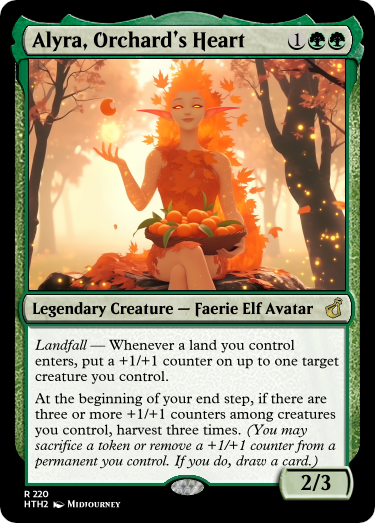 Alyra, Orchard's Heart 1
Legendary Creature — Faerie Elf Avatar
Landfall — Whenever a land you control
enters, put a +1/+1 counter on up to one target
creature you control.
At the beginning of your end step, if there are
three or more +1/+1 counters among creatures
you control, harvest three times. (You may
sacrifice a token or remove a +1/+1 counter from a
permanent you control. If you do, draw a card.)
2/3
R 220
HTH2 Midjourney